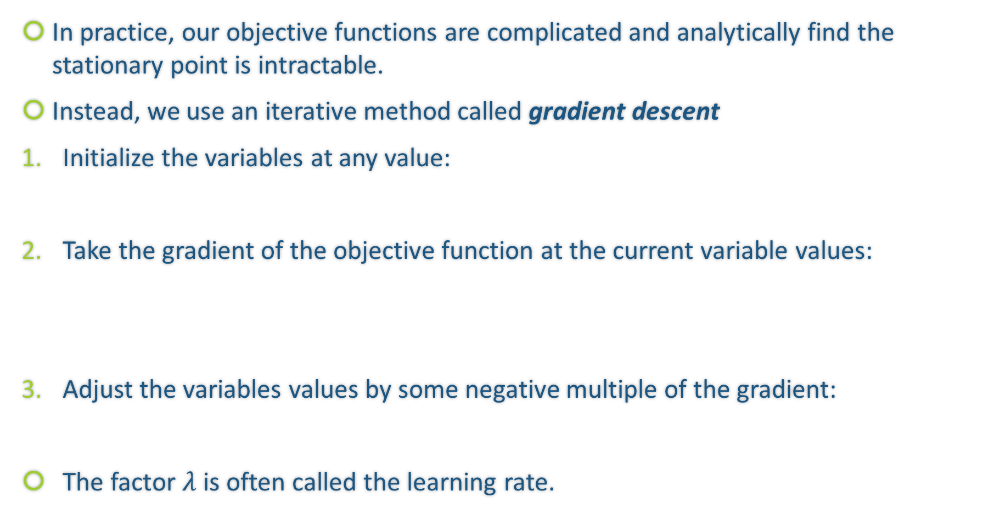 In practice, our objective functions are complicated and analytically find the
stationary point is intractable.
Instead, we use an iterative method called gradient descent
1. Initialize the variables at any value:
2. Take the gradient of the objective function at the current variable values:
3. Adjust the variables values by some negative multiple of the gradient:
The factor λ is often called the learning rate.